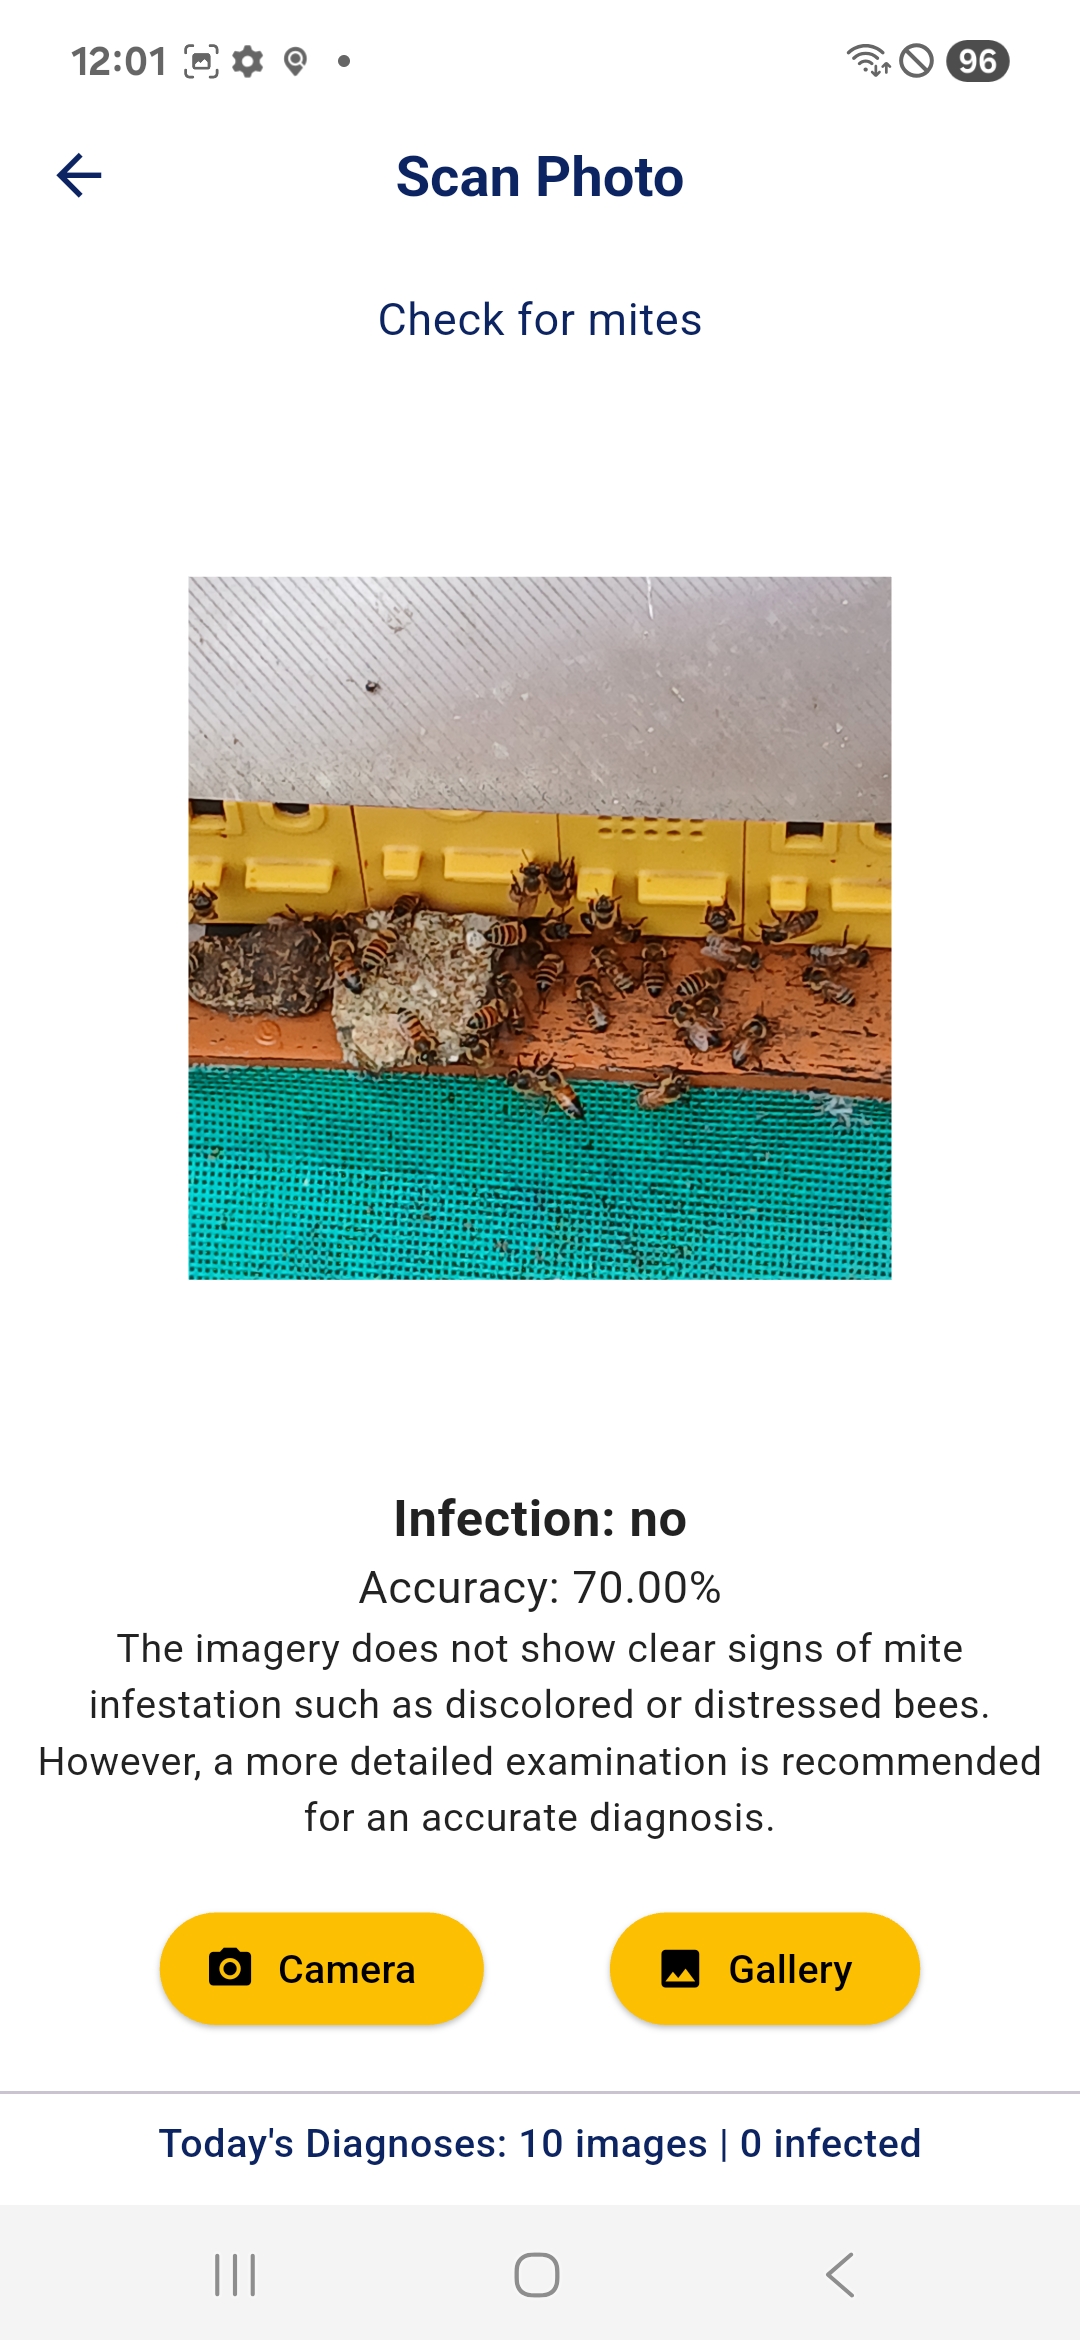 12:01
96
Scan Photo
Check for mites
Infection: no
Accuracy: 70.00%
The imagery does not show clear signs of mite
infestation such as discolored or distressed bees.
However, a more detailed examination is recommended
for an accurate diagnosis.
Camera
Gallery
Today's Diagnoses: 10 images | 0 infected